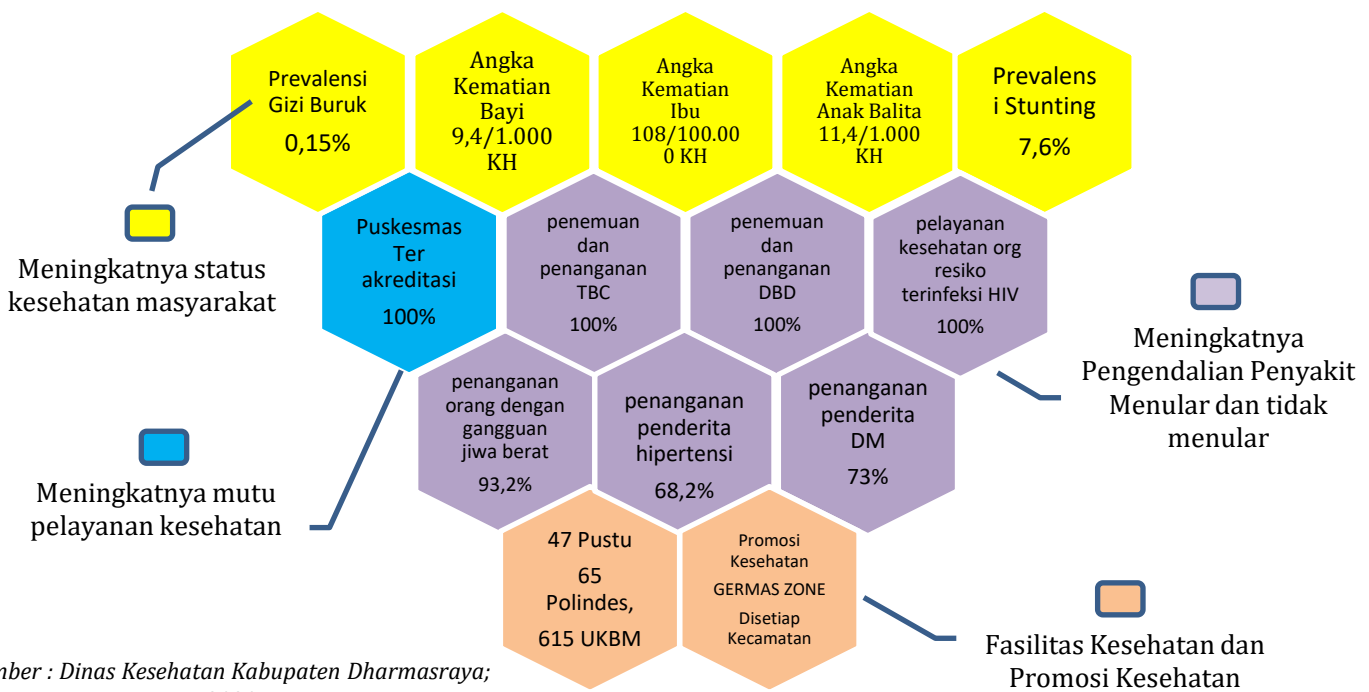 Prevalensi
Gizi Buruk
0,15%
Angka
Kematian
Bayi
9,4/1.000
KH
Angka
Kematian
Ibu
108/100.00
0 KH
Angka
Kematian
Anak Balita
11,4/1.000
KH
Prevalens
i Stunting
7,6%
Puskesmas
Ter
akreditasi
100%
penemuan
dan
penanganan
TBC
100%
penemuan
dan
penanganan
DBD
100%
pelayanan
kesehatan org
resiko
terinfeksi HIV
100%
Meningkatnya status
kesehatan masyarakat
Meningkatnya
Pengendalian Penyakit
Menular dan tidak
menular
penanganan
orang dengan
gangguan
jiwa berat
93,2%
penanganan
penderita
hipertensi
68,2%
penanganan
penderita
DM
73%
Meningkatnya mutu
pelayanan kesehatan
47 Pustu
65
Polindes,
615 UKBM
Promosi
Kesehatan
GERMAS ZONE
Disetiap
Kecamatan
Fasilitas Kesehatan dan
Promosi Kesehatan
mber : Dinas Kesehatan Kabupaten Dharmasraya;